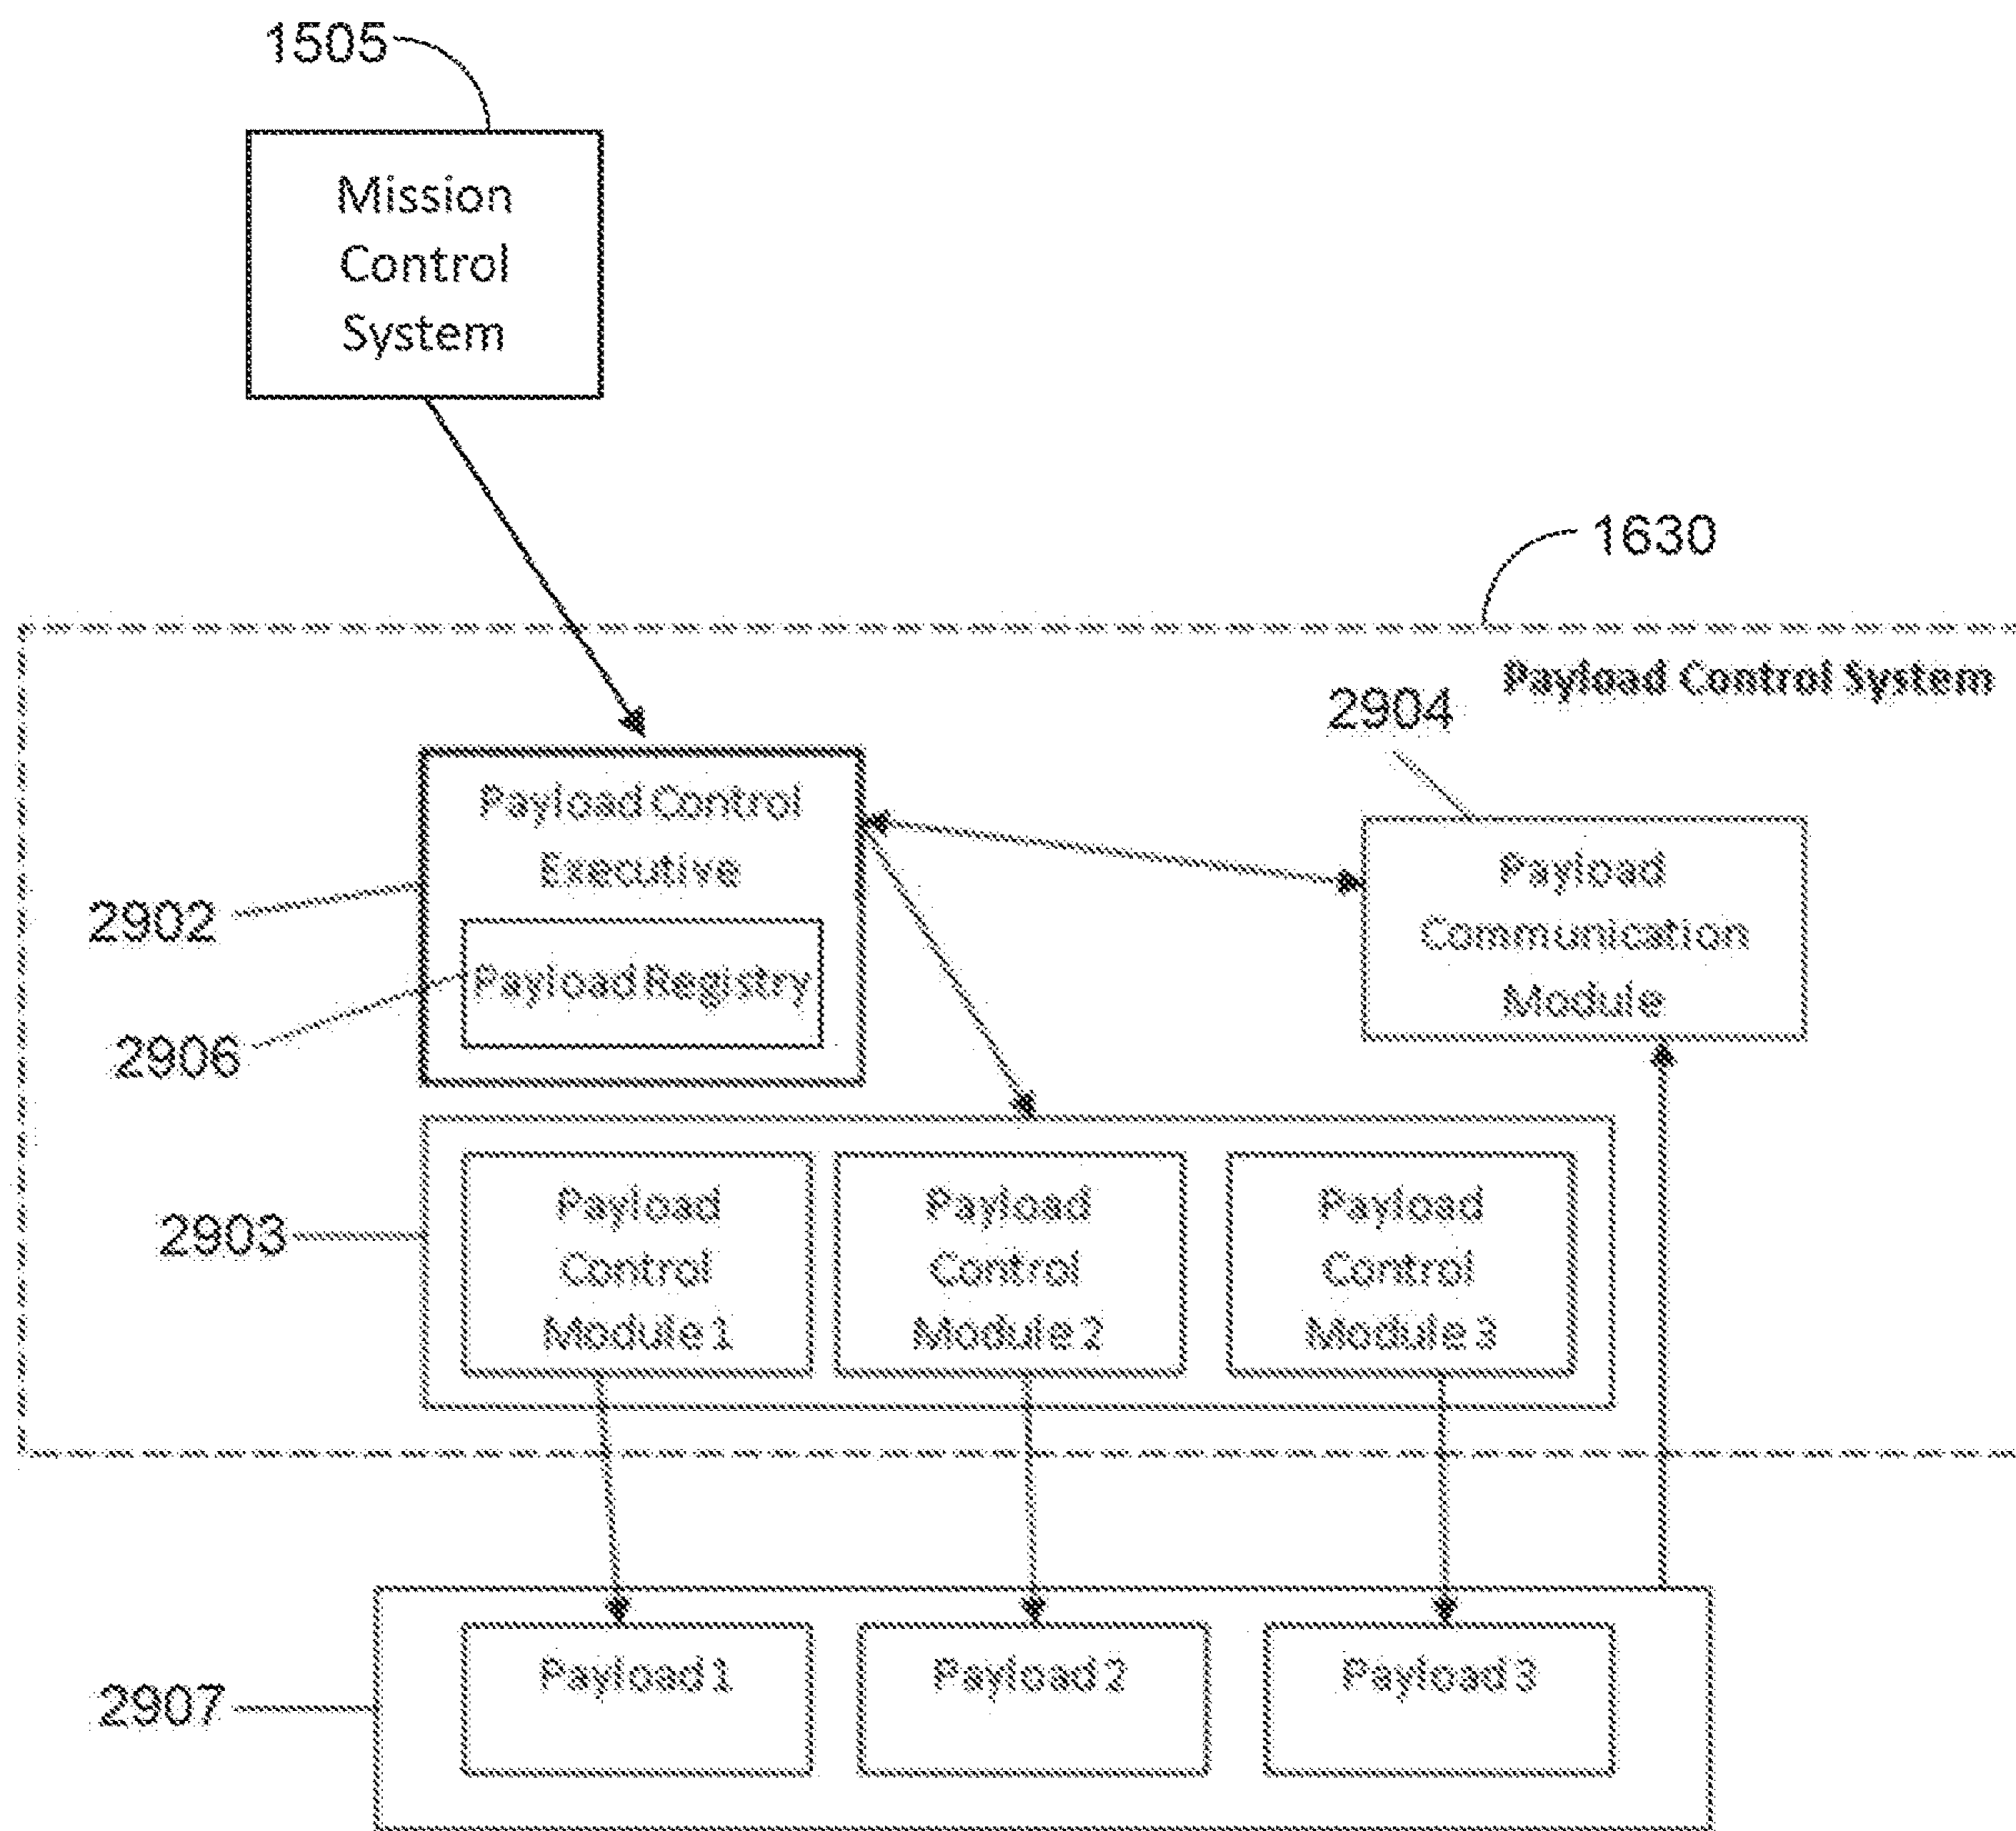 1505
Mission
Control
System
1630
Payload Control System
2904
Payload Control
Executive
Payload
Communication
Module
2902
Payload Registry
2906
2903
Payload
Control
Module 1
Payload
Control
Module 2
Payload
Control
Module 3
Payload 1
Payload 2
Payload 3
2907